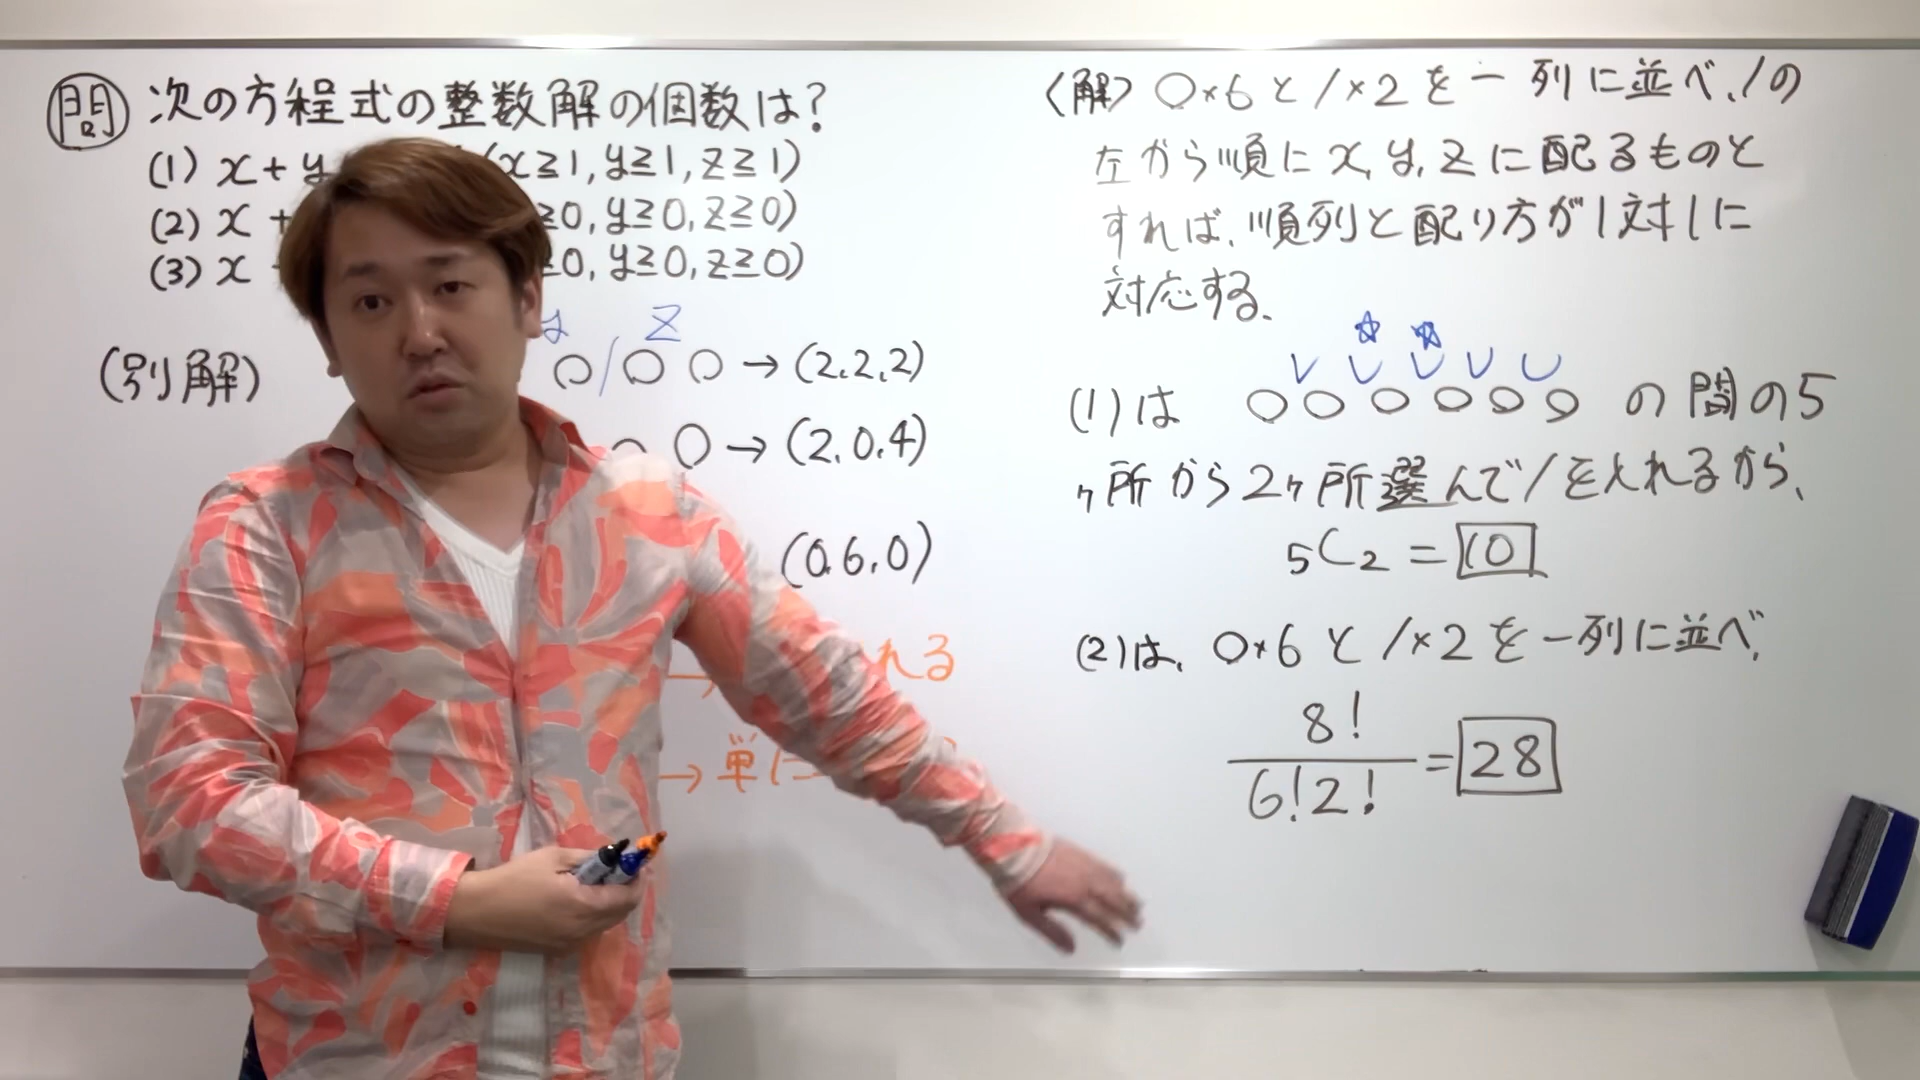 問 次の方程式の整数解の個数は?
(1) x+y (x≥1, y≥1, z≥1)
(2) x + ≥0, y≥0, z≥0)
(3) x ≥0, y≥0, z≥0)
(別解)
y z
○/○ ○ → (2.2.2)
○ → (2.0.4)
(0.6.0)
→ れる
→ 単に
<解> ○×6 と /×2 を一列に並べ、/の
左から順に x, y, z に配るものと
すれば、順列と配り方が1対1に
対応する.
(1)は ○○○○○○ の間の5
ヶ所から2ヶ所選んで/を入れるから、
5C2 = 10
(2)は、○×6 と /×2 を一列に並べ、
8!
6!2! = 28